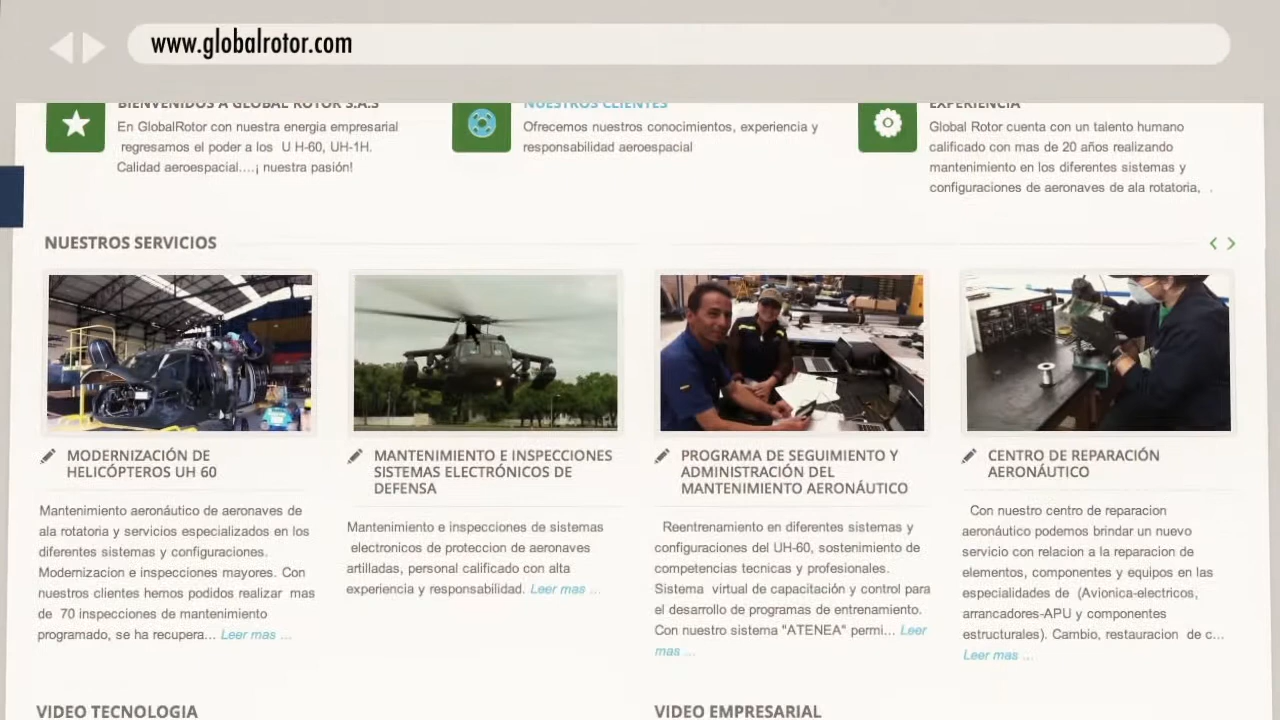 www.globalrotor.com
BIENVENIDOS A GLOBAL ROTOR S.A.S
En GlobalRotor con nuestra energia empresarial
regresamos el poder a los U H-60, UH-1H.
Calidad aeroespacial....¡ nuestra pasión!
NUESTROS CLIENTES
Ofrecemos nuestros conocimientos, experiencia y
responsabilidad aeroespacial
EXPERIENCIA
Global Rotor cuenta con un talento humano
calificado con mas de 20 años realizando
mantenimiento en los diferentes sistemas y
configuraciones de aeronaves de ala rotatoria, .
NUESTROS SERVICIOS
MODERNIZACIÓN DE
HELICÓPTEROS UH 60
Mantenimiento aeronáutico de aeronaves de
ala rotatoria y servicios especializados en los
diferentes sistemas y configuraciones.
Modernizacion e inspecciones mayores. Con
nuestros clientes hemos podidos realizar mas
de 70 inspecciones de mantenimiento
programado, se ha recupera... Leer mas ...
MANTENIMIENTO E INSPECCIONES
SISTEMAS ELECTRÓNICOS DE
DEFENSA
Mantenimiento e inspecciones de sistemas
electronicos de proteccion de aeronaves
artilladas, personal calificado con alta
experiencia y responsabilidad. Leer mas ...
PROGRAMA DE SEGUIMIENTO Y
ADMINISTRACIÓN DEL
MANTENIMIENTO AERONÁUTICO
Reentrenamiento en diferentes sistemas y
configuraciones del UH-60, sostenimiento de
competencias tecnicas y profesionales.
Sistema virtual de capacitación y control para
el desarrollo de programas de entrenamiento.
Con nuestro sistema "ATENEA" permi... Leer
mas ...
CENTRO DE REPARACIÓN
AERONÁUTICO
Con nuestro centro de reparacion
aeronáutico podemos brindar un nuevo
servicio con relacion a la reparacion de
elementos, componentes y equipos en las
especialidades de (Avionica-electricos,
arrancadores-APU y componentes
estructurales). Cambio, restauracion de c...
Leer mas ...
VIDEO TECNOLOGIA
VIDEO EMPRESARIAL